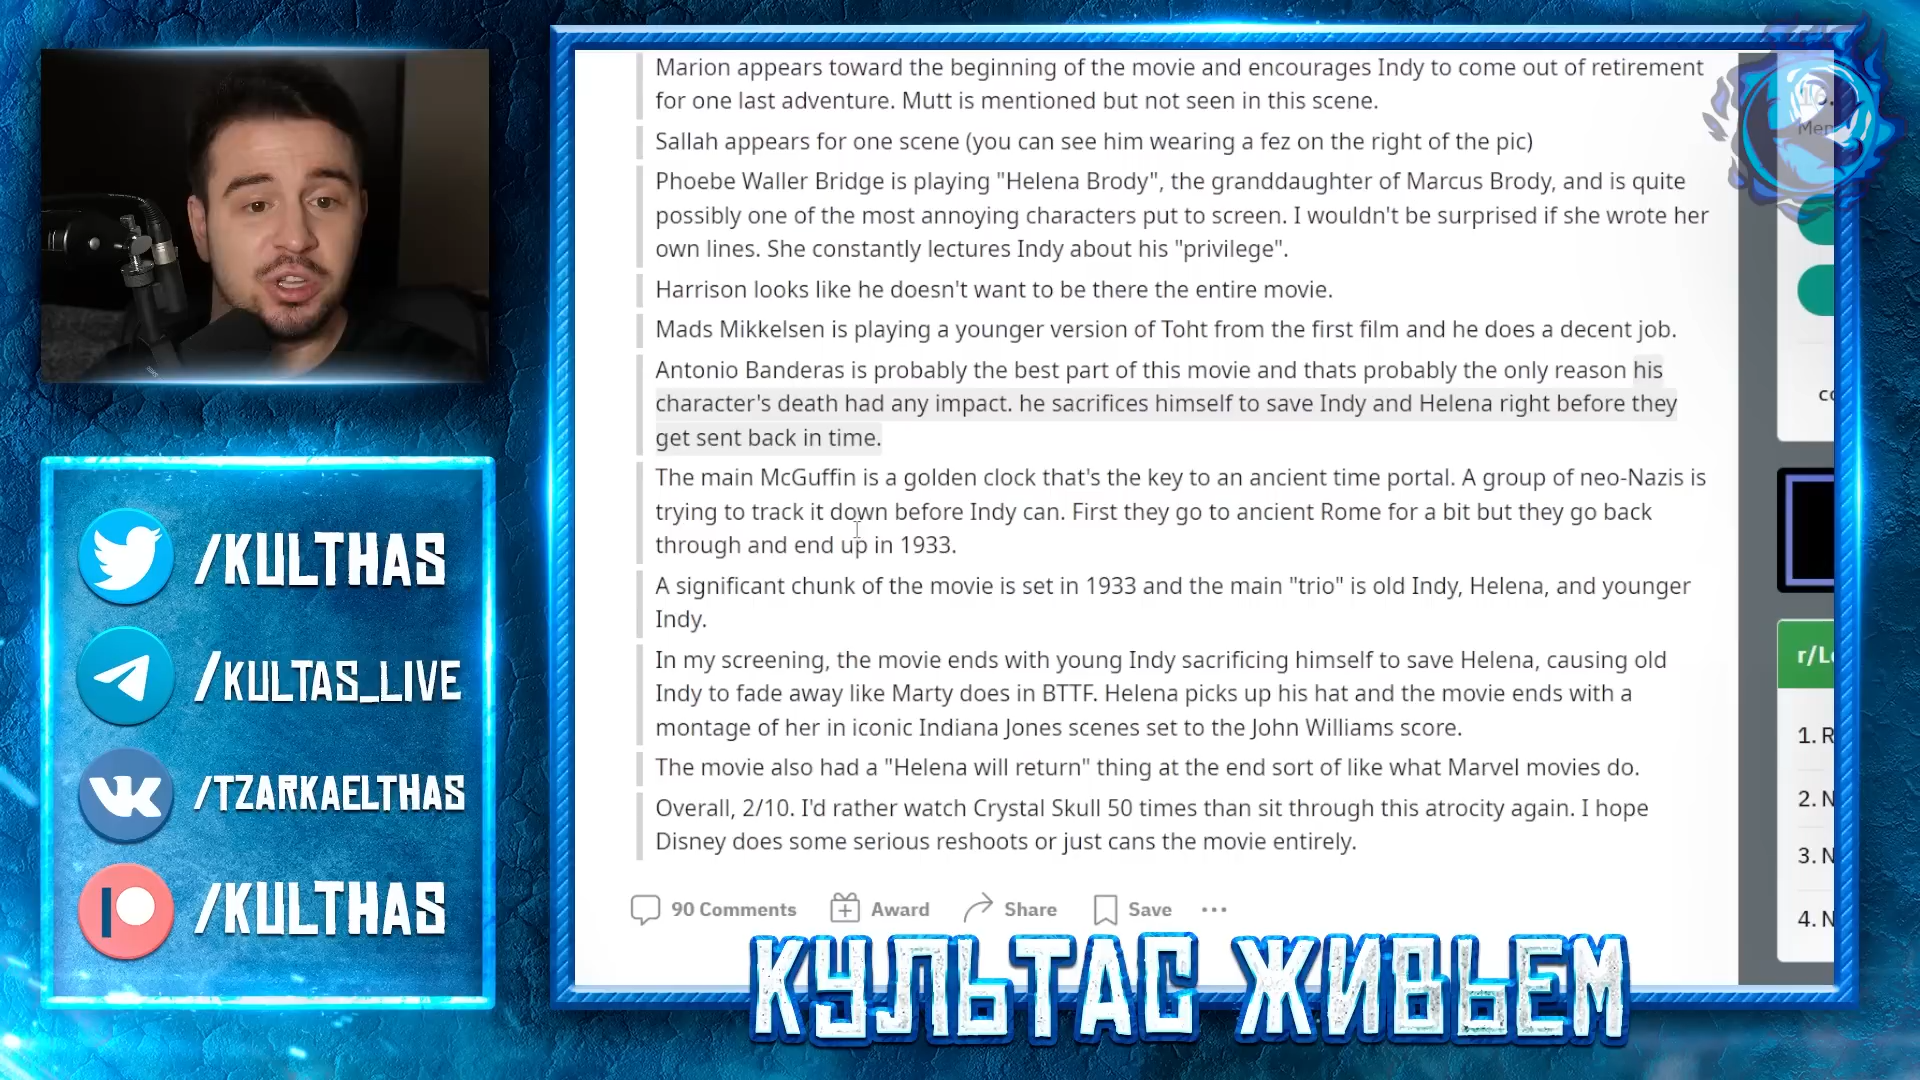 Marion appears toward the beginning of the movie and encourages Indy to come out of retirement
for one last adventure. Mutt is mentioned but not seen in this scene.
Sallah appears for one scene (you can see him wearing a fez on the right of the pic)
Phoebe Waller Bridge is playing "Helena Brody", the granddaughter of Marcus Brody, and is quite
possibly one of the most annoying characters put to screen. I wouldn't be surprised if she wrote her
own lines. She constantly lectures Indy about his "privilege".
Harrison looks like he doesn't want to be there the entire movie.
Mads Mikkelsen is playing a younger version of Toht from the first film and he does a decent job.
Antonio Banderas is probably the best part of this movie and thats probably the only reason his
character's death had any impact. he sacrifices himself to save Indy and Helena right before they
get sent back in time.
The main McGuffin is a golden clock that's the key to an ancient time portal. A group of neo-Nazis is
trying to track it down before Indy can. First they go to ancient Rome for a bit but they go back
through and end up in 1933.
A significant chunk of the movie is set in 1933 and the main "trio" is old Indy, Helena, and younger
Indy.
In my screening, the movie ends with young Indy sacrificing himself to save Helena, causing old
Indy to fade away like Marty does in BTTF. Helena picks up his hat and the movie ends with a
montage of her in iconic Indiana Jones scenes set to the John Williams score.
The movie also had a "Helena will return" thing at the end sort of like what Marvel movies do.
Overall, 2/10. I'd rather watch Crystal Skull 50 times than sit through this atrocity again. I hope
Disney does some serious reshoots or just cans the movie entirely.
90 Comments Award Share Save ...
/KULTHAS
/KULTAS_LIVE
/TZARKAELTHAS
/KULTHAS
КУЛЬТАС ЖИВЬЕМ
1. R
2. N
3. N
4. N